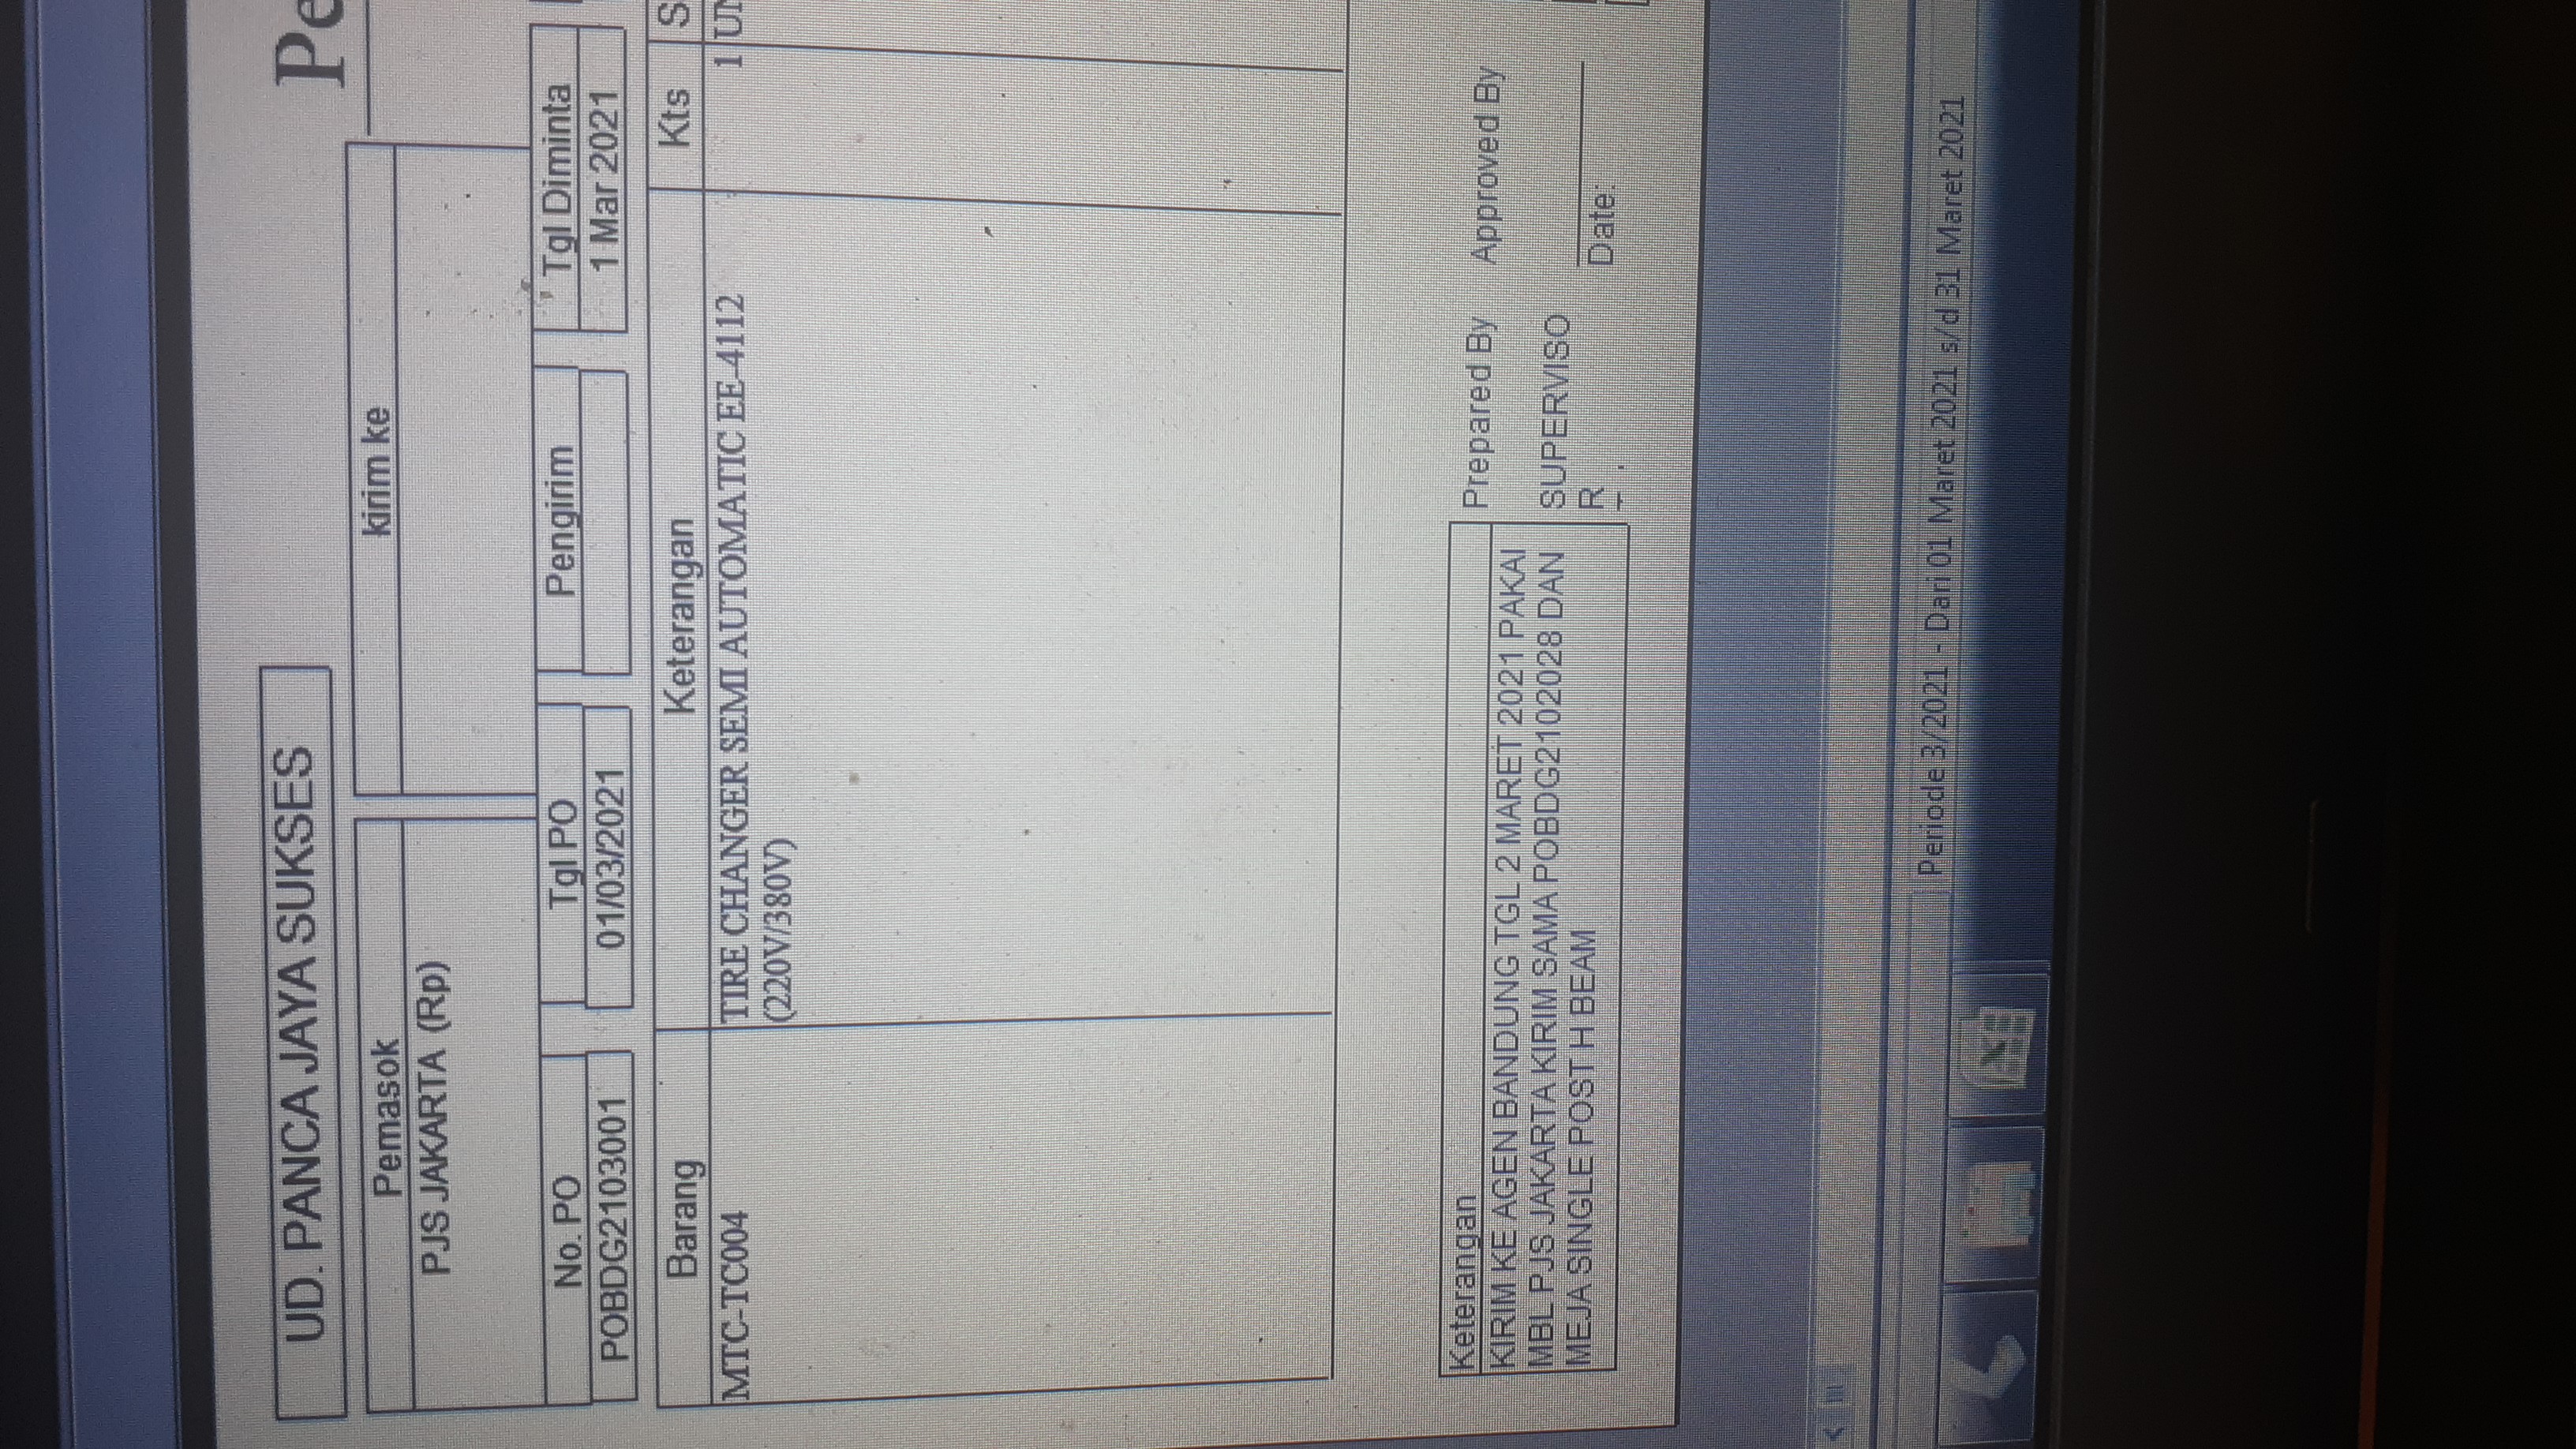 UD. PANCA JAYA SUKSES
Pe
Pemasok
kirim ke
PJS JAKARTA (Rp)
No. PO
Tgl PO
Pengirim
Tgl Diminta
POBDG2103001
01/03/2021
1 Mar 2021
Barang
Keterangan
Kts
S
MTC-TC004
TIRE CHANGER SEMI AUTOMATIC EE-4112
1
(220V/380V)
Keterangan
KIRIM KE AGEN BANDUNG TGL 2 MARET 2021 PAKAI
MBL PJS JAKARTA KIRIM SAMA POBDG2102028 DAN
MEJA SINGLE POST H BEAM
Prepared By
Approved By
SUPERVISO
R
Date:
Periode 3/2021 - Dari 01 Maret 2021 s/d 31 Maret 2021